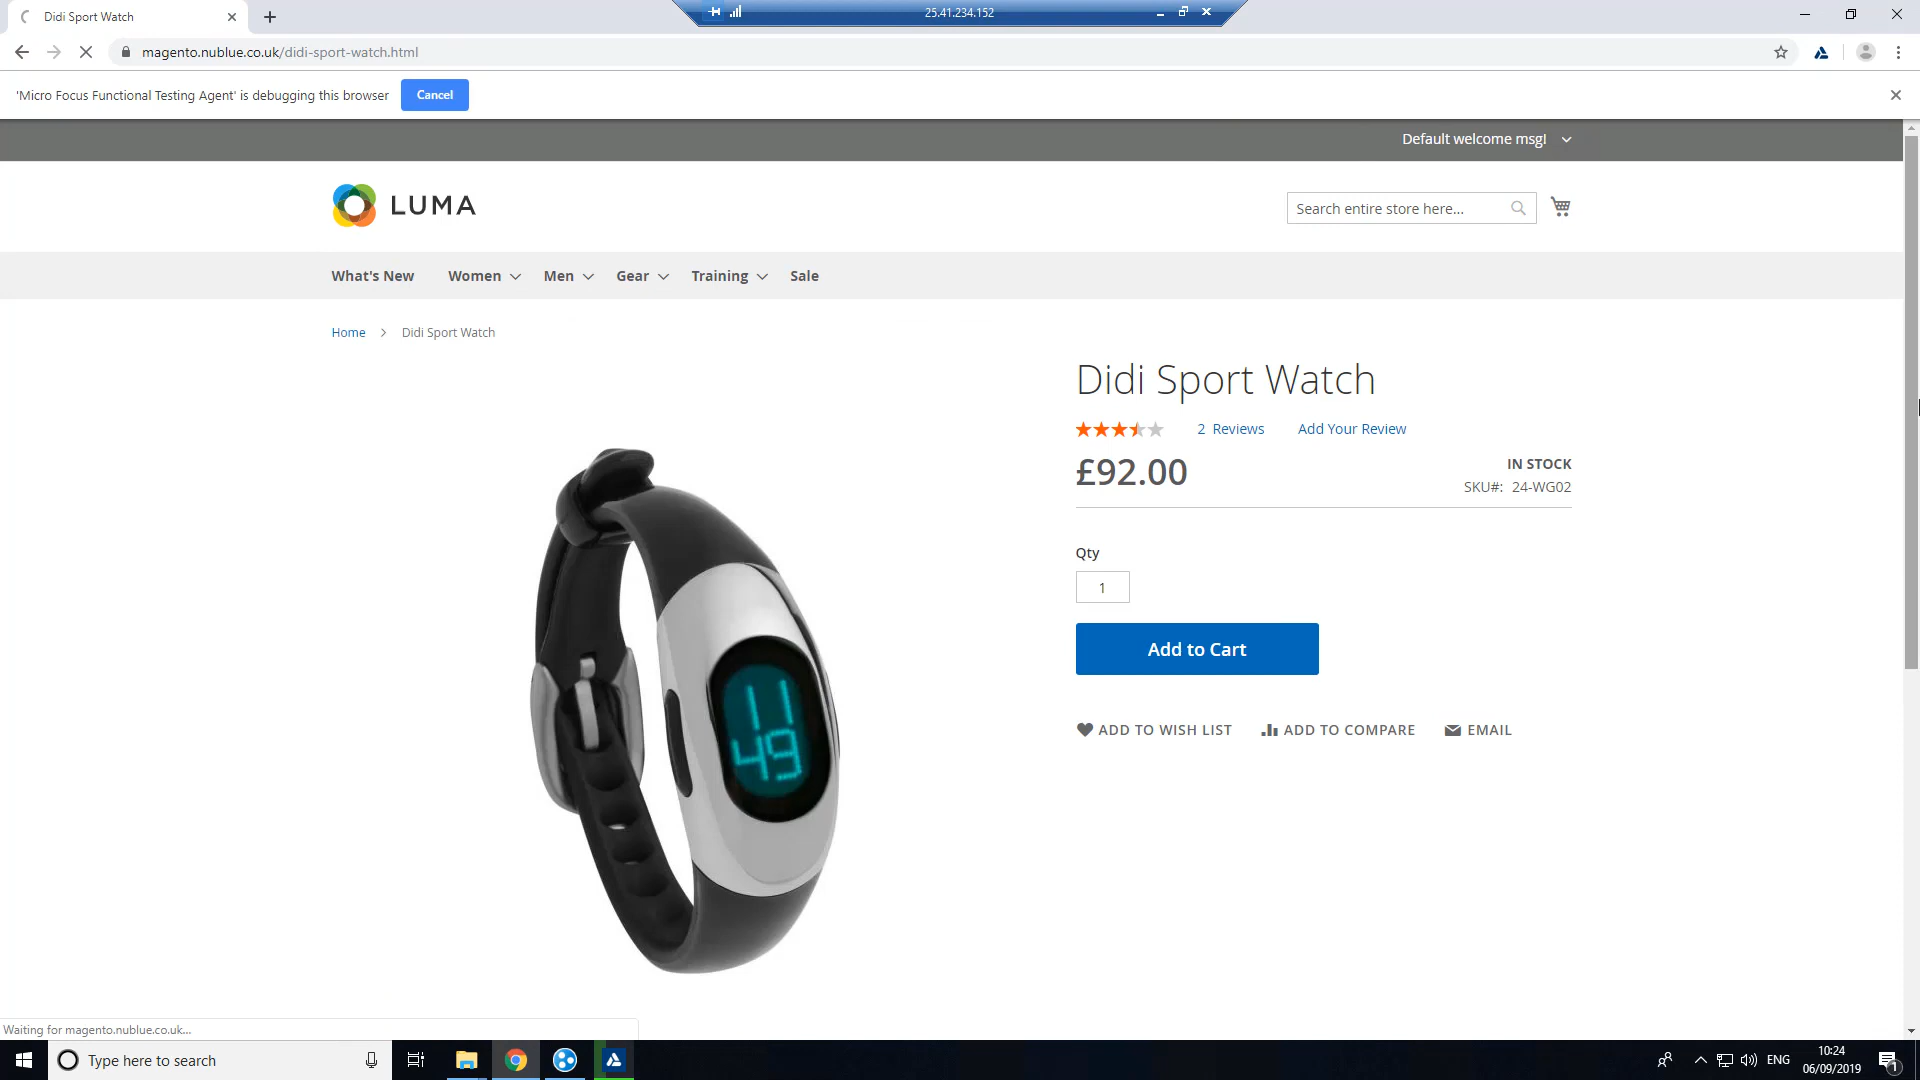 Didi Sport Watch
25.41.234.152
magento.nublue.co.uk/didi-sport-watch.html
'Micro Focus Functional Testing Agent' is debugging this browser
Cancel
Default welcome msg!
LUMA
Search entire store here...
What's New
Women
Men
Gear
Training
Sale
Home
Didi Sport Watch
Didi Sport Watch
2 Reviews
Add Your Review
£92.00
IN STOCK
SKU#: 24-WG02
Qty
1
Add to Cart
ADD TO WISH LIST
ADD TO COMPARE
EMAIL
11
49
Waiting for magento.nublue.co.uk...
Type here to search
ENG
10:24
06/09/2019
1